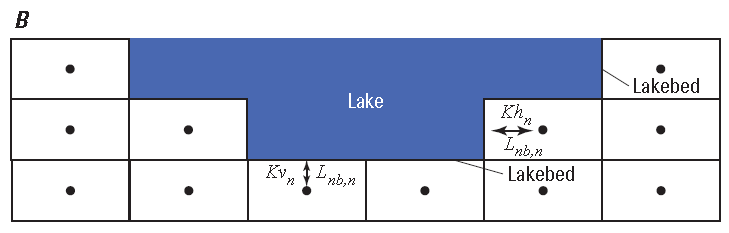 B
Lake
Lakebed
Kh_n
L_nb,n
Kv_n L_nb,n
Lakebed